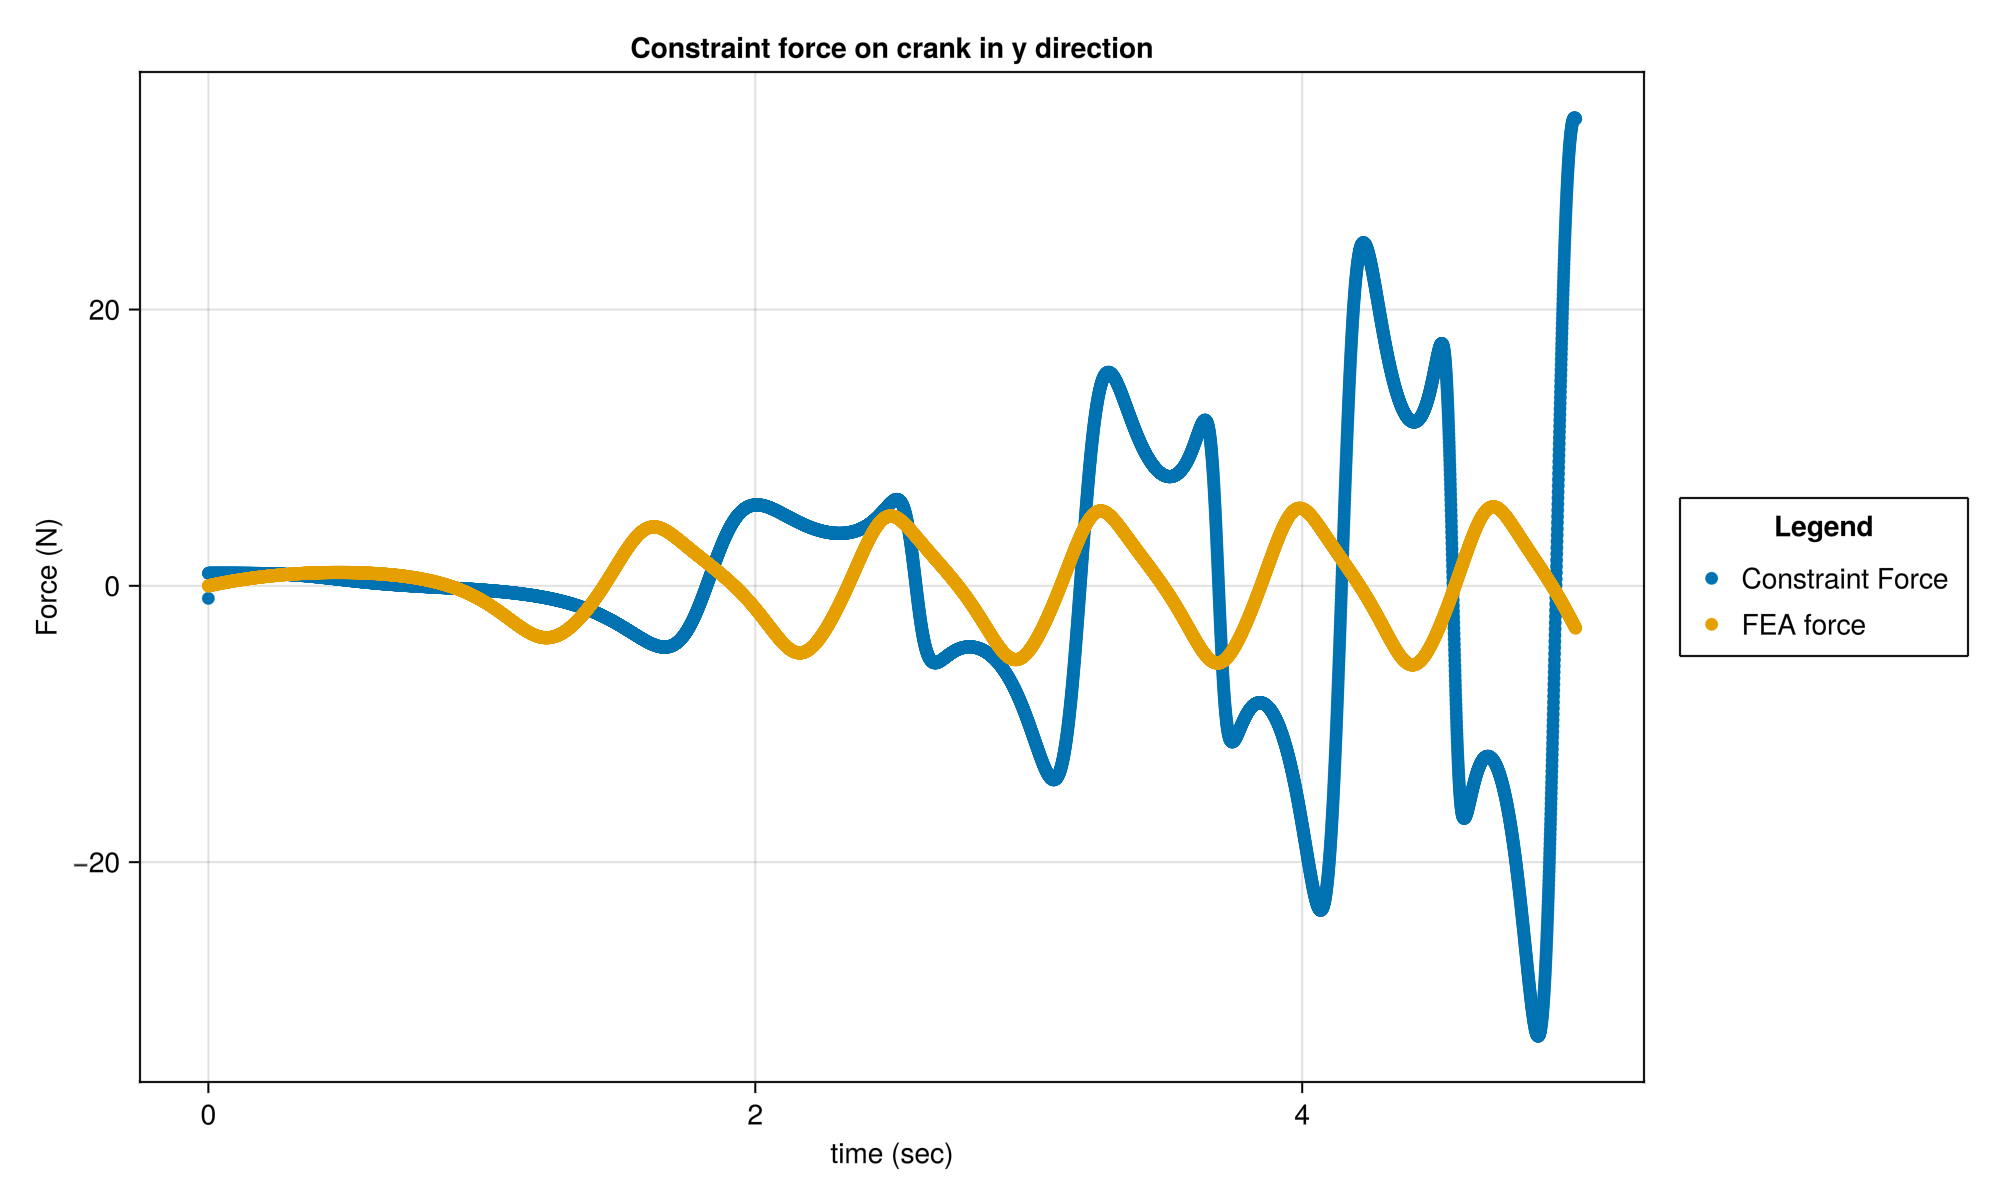 Constraint force on crank in y direction
Force (N)
20
0
−20
0
2
4
time (sec)
Legend
Constraint Force
FEA force